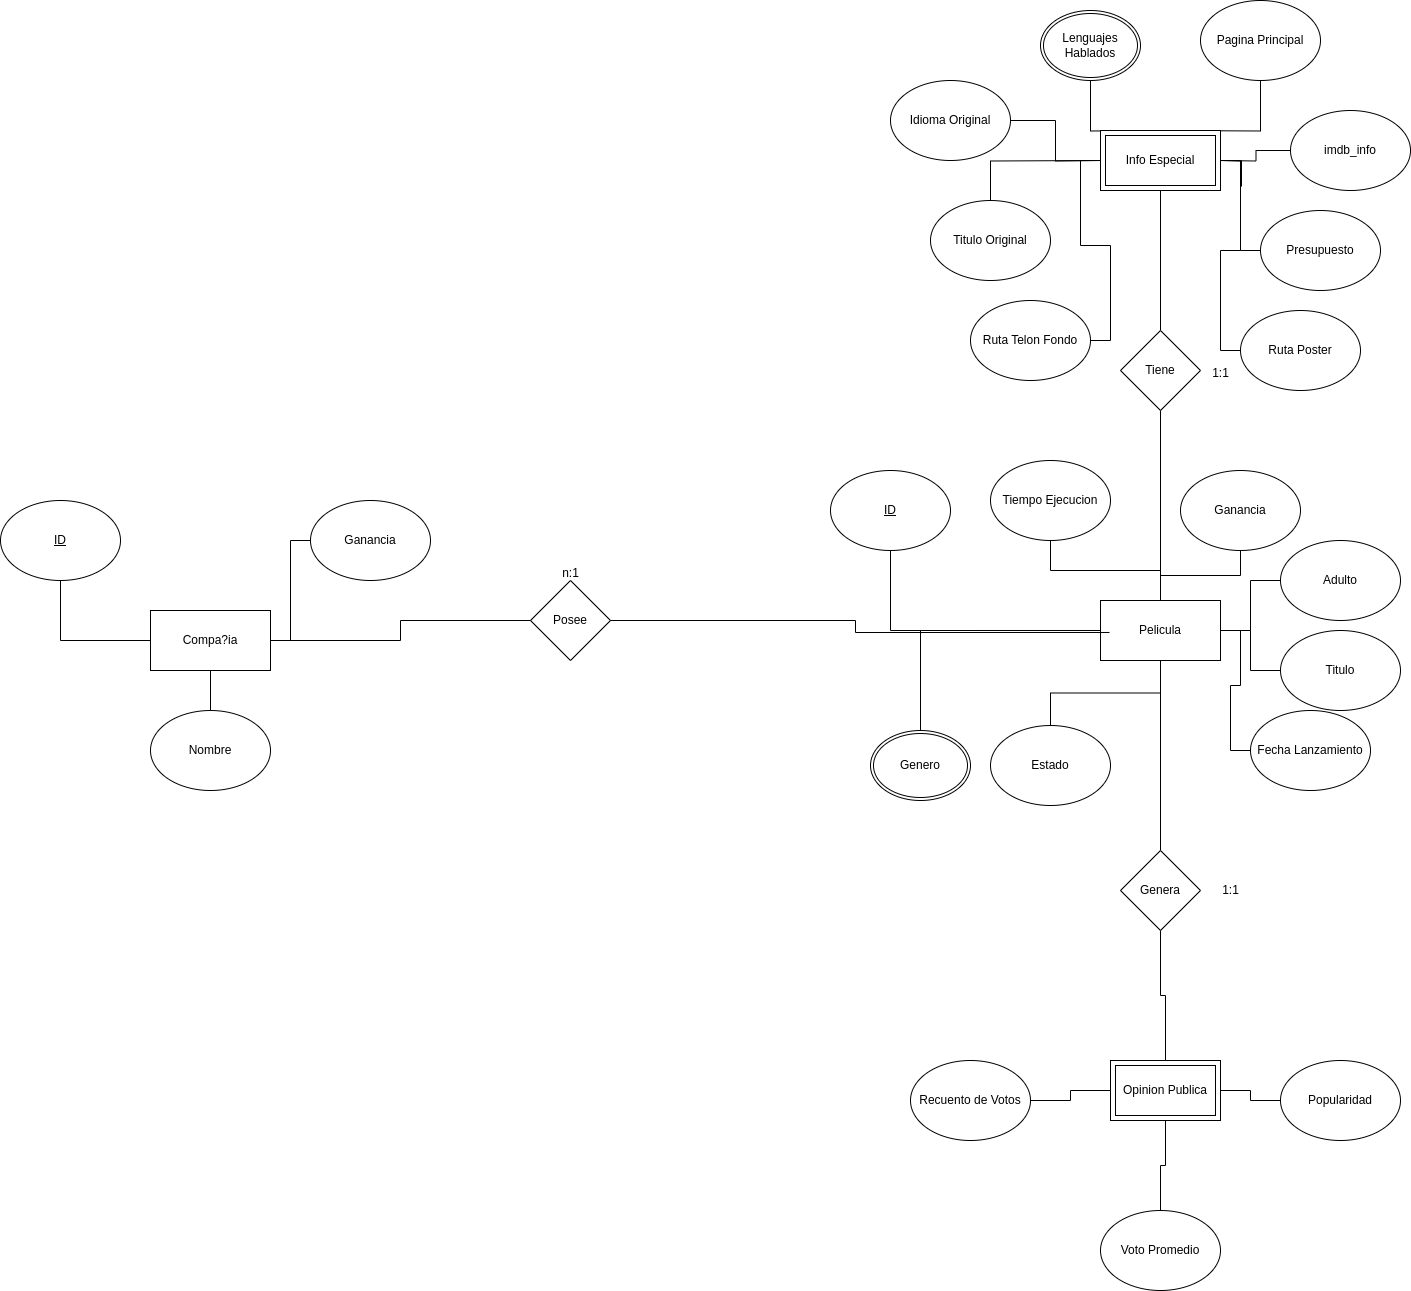 Lenguajes
Hablados
Pagina Principal
Idioma Original
Info Especial
imdb_info
Titulo Original
Presupuesto
Ruta Telon Fondo
Ruta Poster
Tiene
1:1
ID
Tiempo Ejecucion
Ganancia
ID
Ganancia
n:1
Adulto
Posee
Compa?ia
Pelicula
Titulo
Nombre
Genero
Estado
Fecha Lanzamiento
Genera
1:1
Opinion Publica
Recuento de Votos
Popularidad
Voto Promedio